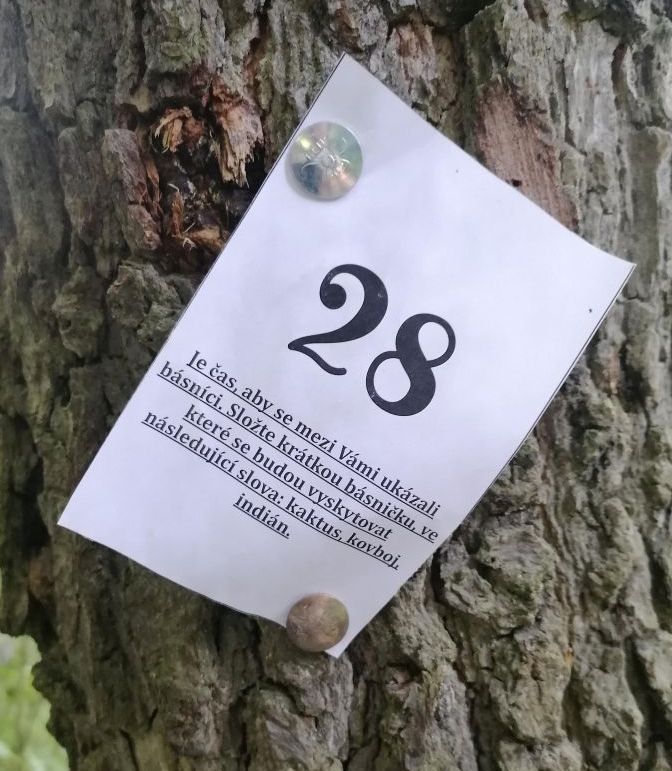 28
Je čas, aby se mezi Vámi ukázali
básníci. Složte krátkou básničku, ve
které se budou vyskytovat
následující slova: kaktus, kovboj,
indián.